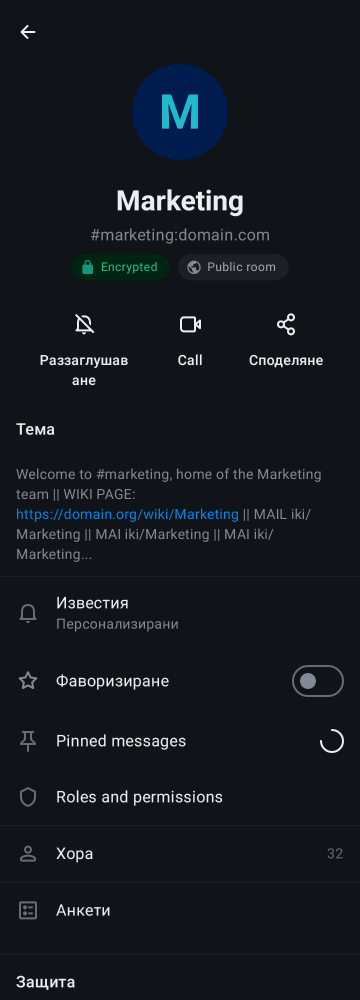 M
Marketing
#marketing:domain.com
Encrypted
Public room
Раззаглушав
ане
Call
Споделяне
Тема
Welcome to #marketing, home of the Marketing
team || WIKI PAGE:
https://domain.org/wiki/Marketing || MAIL iki/
Marketing || MAI iki/Marketing || MAI iki/
Marketing...
Известия
Персонализирани
Фаворизиране
Pinned messages
Roles and permissions
Хора
32
Анкети
Защита